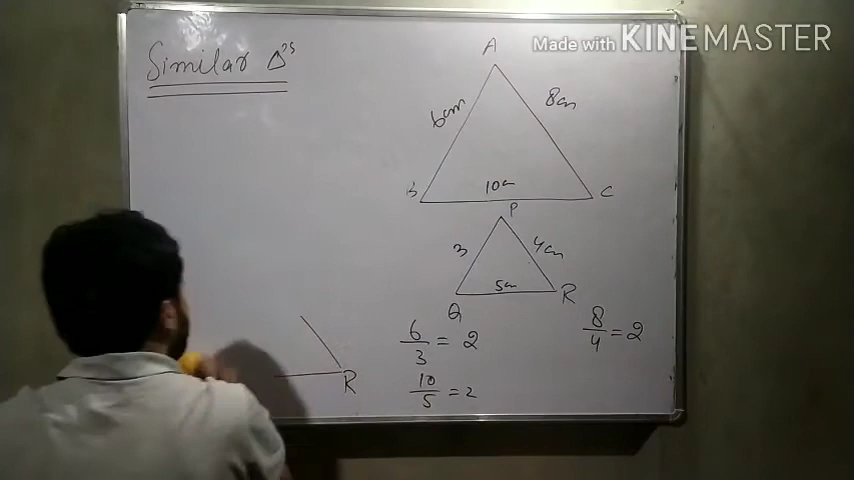 Similar Δʳˢ
Made with KINEMASTER
A
6cm
8cm
B
10cm
C
P
3
4cm
5cm
Q
R
6/3 = 2
8/4 = 2
10/5 = 2
R